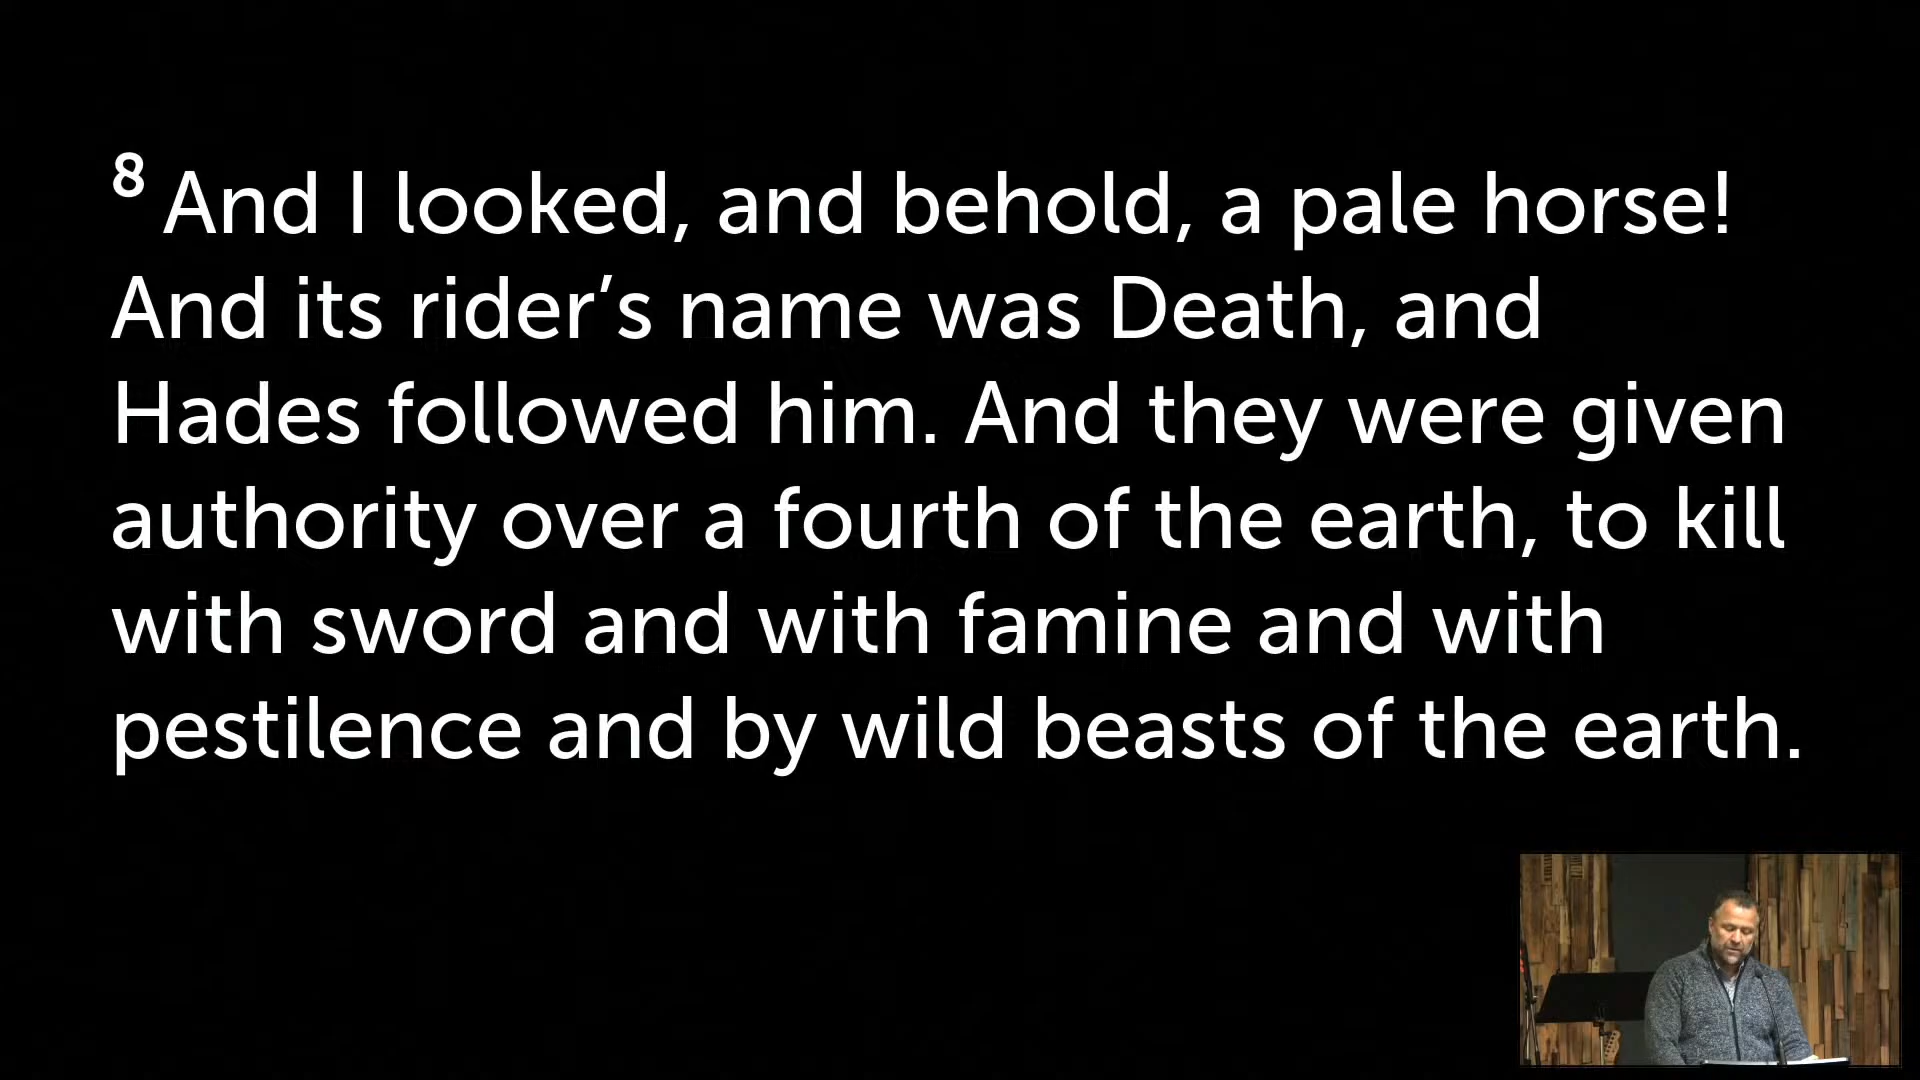 8 And I looked, and behold, a pale horse!
And its rider’s name was Death, and
Hades followed him. And they were given
authority over a fourth of the earth, to kill
with sword and with famine and with
pestilence and by wild beasts of the earth.